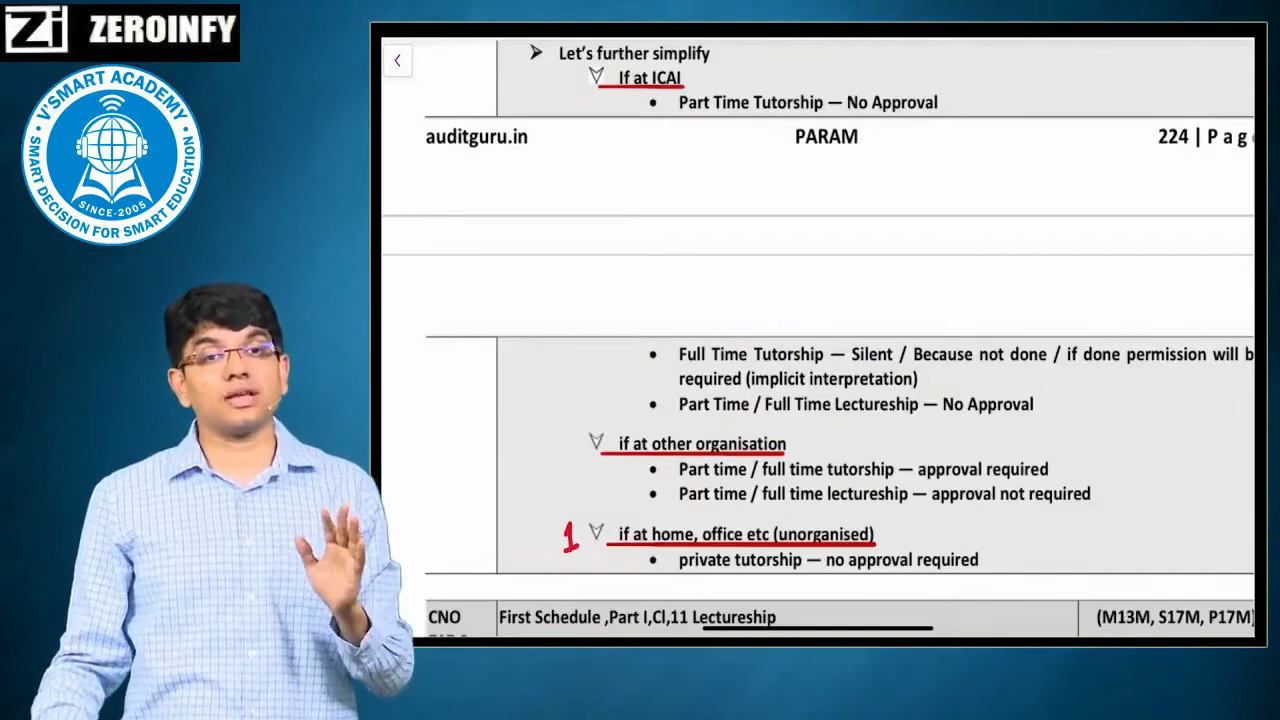 Zi ZEROINFY
V'SMART ACADEMY
SMART DECISION FOR SMART EDUCATION
SINCE-2005
Let's further simplify
If at ICAI
Part Time Tutorship — No Approval
auditguru.in PARAM 224 | P a g
Full Time Tutorship — Silent / Because not done / if done permission will b
required (implicit interpretation)
Part Time / Full Time Lectureship — No Approval
if at other organisation
Part time / full time tutorship — approval required
Part time / full time lectureship — approval not required
1 if at home, office etc (unorganised)
private tutorship — no approval required
CNO First Schedule ,Part I,Cl,11 Lectureship (M13M, S17M, P17M)